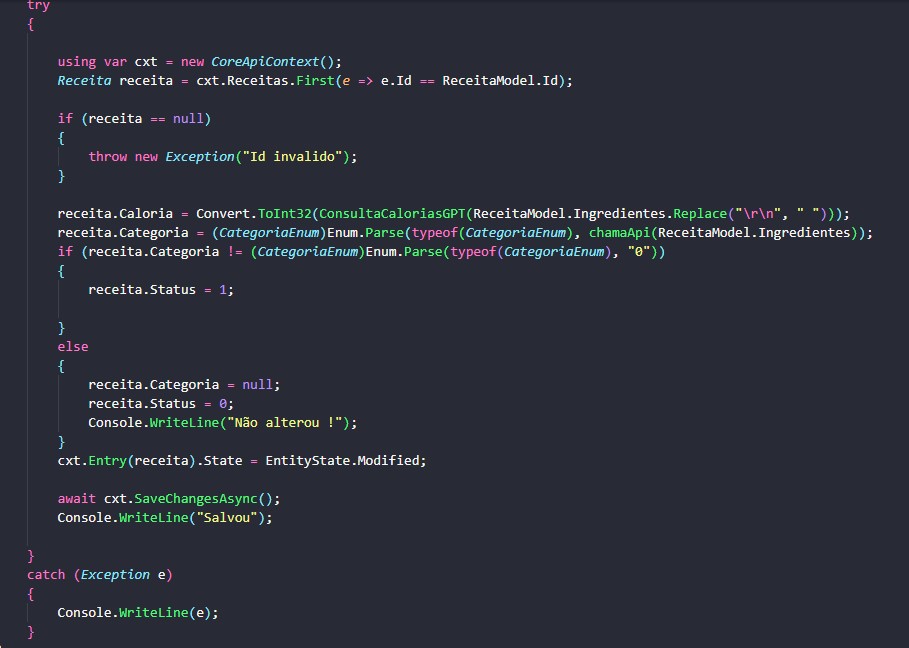 try
{
using var cxt = new CoreApiContext();
Receita receita = cxt.Receitas.First(e => e.Id == ReceitaModel.Id);
if (receita == null)
{
throw new Exception("Id invalido");
}
receita.Caloria = Convert.ToInt32(ConsultaCaloriasGPT(ReceitaModel.Ingredientes.Replace("\r\n", " ")));
receita.Categoria = (CategoriaEnum)Enum.Parse(typeof(CategoriaEnum), chamaApi(ReceitaModel.Ingredientes));
if (receita.Categoria != (CategoriaEnum)Enum.Parse(typeof(CategoriaEnum), "0"))
{
receita.Status = 1;
}
else
{
receita.Categoria = null;
receita.Status = 0;
Console.WriteLine("Não alterou !");
}
cxt.Entry(receita).State = EntityState.Modified;
await cxt.SaveChangesAsync();
Console.WriteLine("Salvou");
}
catch (Exception e)
{
Console.WriteLine(e);
}